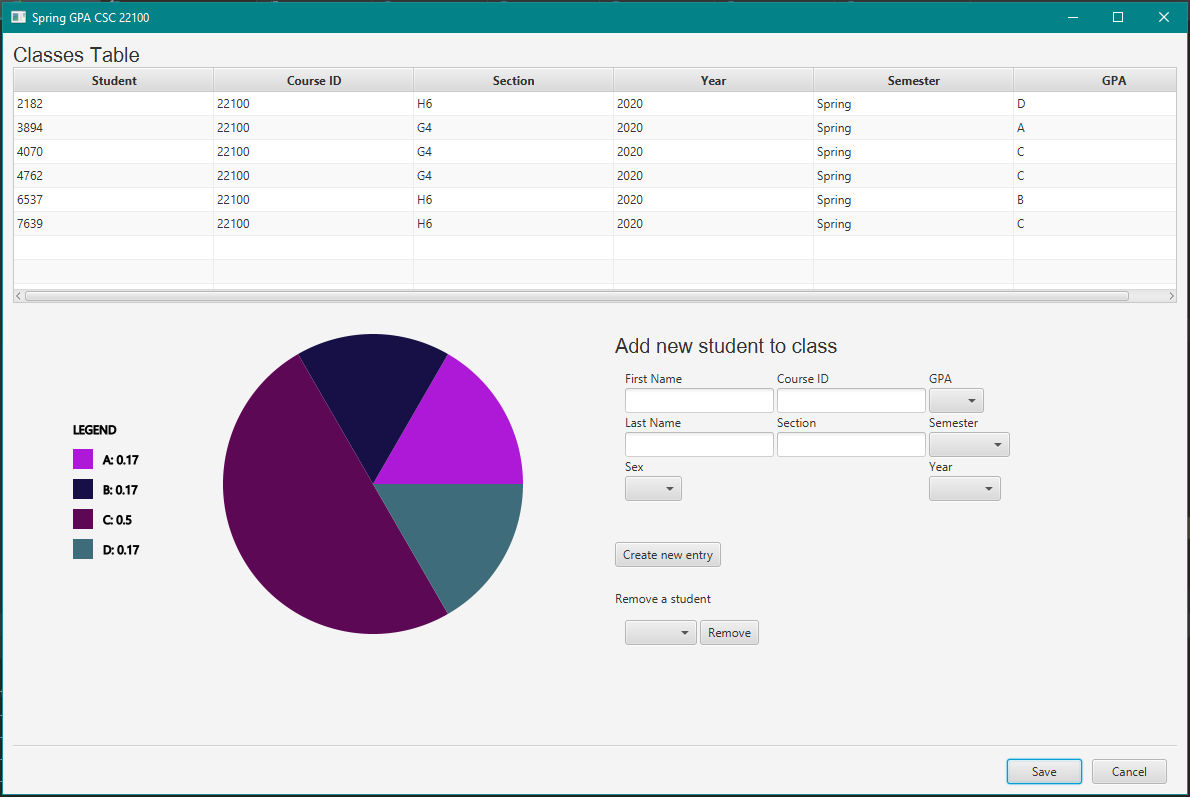 Spring GPA CSC 22100
Classes Table
Student Course ID Section Year Semester GPA
2182 22100 H6 2020 Spring D
3894 22100 G4 2020 Spring A
4070 22100 G4 2020 Spring C
4762 22100 G4 2020 Spring C
6537 22100 H6 2020 Spring B
7639 22100 H6 2020 Spring C
LEGEND
A: 0.17
B: 0.17
C: 0.5
D: 0.17
Add new student to class
First Name Course ID GPA
Last Name Section Semester
Sex Year
Create new entry
Remove a student
Remove
Save Cancel